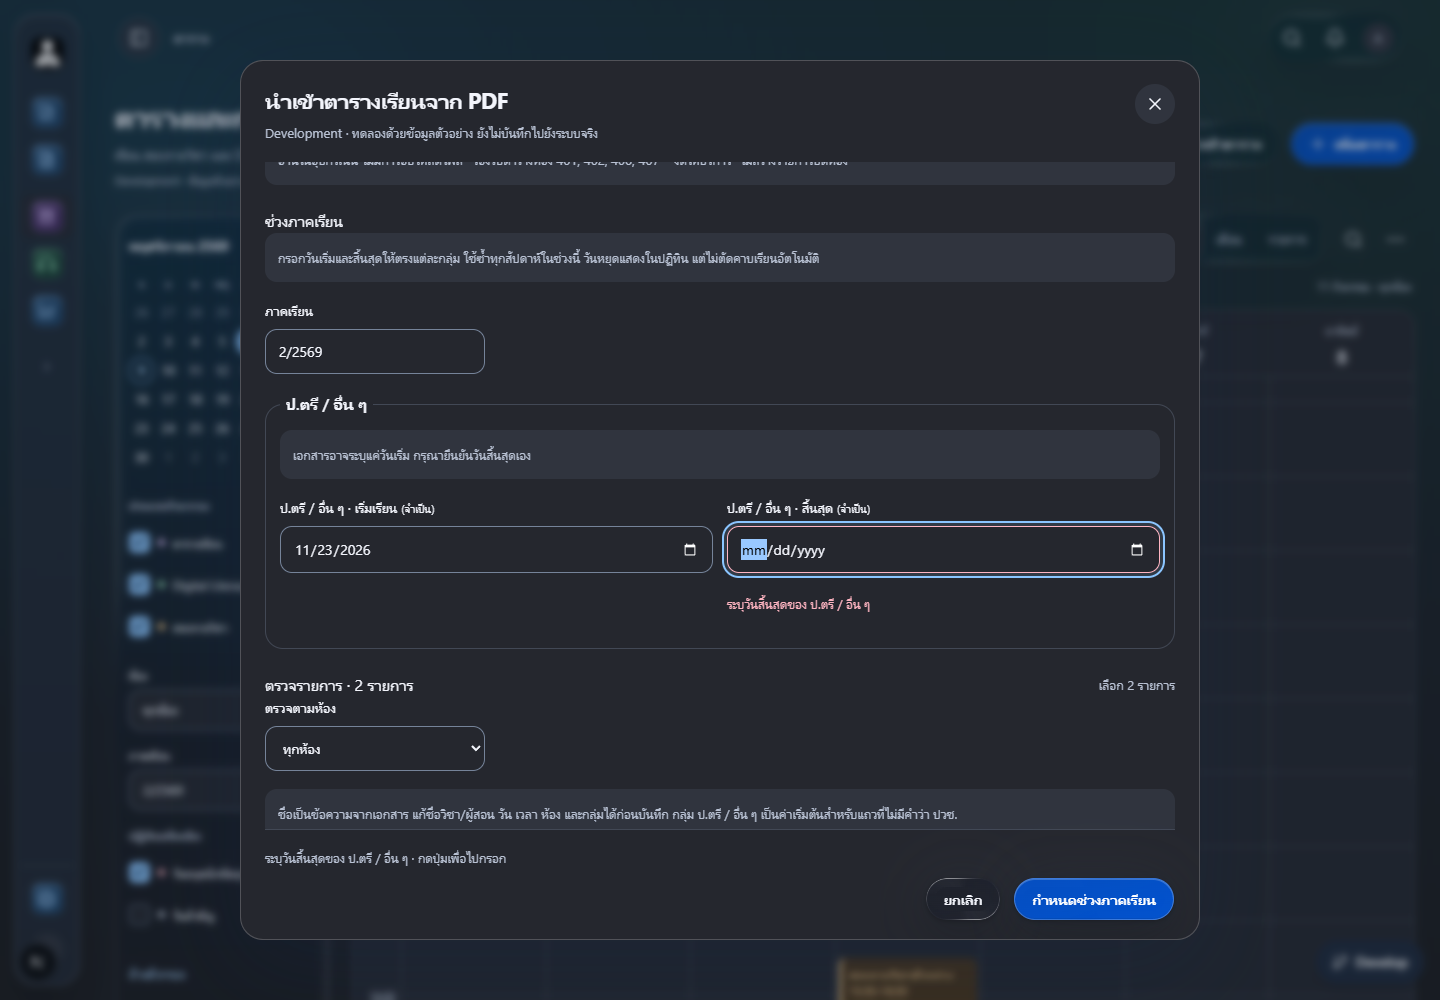 นำเข้าตารางเรียนจาก PDF
Development · ทดลองด้วยข้อมูลตัวอย่าง ยังไม่บันทึกไปยังระบบจริง
ช่วงภาคเรียน
กรอกวันเริ่มและสิ้นสุดให้ตรงแต่ละกลุ่ม ใช้ซ้ำทุกสัปดาห์ในช่วงนี้ วันหยุดแสดงในปฏิทิน แต่ไม่ตัดคาบเรียนอัตโนมัติ
ภาคเรียน
2/2569
ป.ตรี / อื่น ๆ
เอกสารอาจระบุแค่วันเริ่ม กรุณายืนยันวันสิ้นสุดเอง
ป.ตรี / อื่น ๆ · เริ่มเรียน (จำเป็น)
ป.ตรี / อื่น ๆ · สิ้นสุด (จำเป็น)
11/23/2026
mm/dd/yyyy
ระบุวันสิ้นสุดของ ป.ตรี / อื่น ๆ
ตรวจรายการ · 2 รายการ
เลือก 2 รายการ
ตรวจตามห้อง
ทุกห้อง
ชื่อเป็นข้อความจากเอกสาร แก้ชื่อวิชา/ผู้สอน วัน เวลา ห้อง และกลุ่มได้ก่อนบันทึก กลุ่ม ป.ตรี / อื่น ๆ เป็นค่าเริ่มต้นสำหรับแถวที่ไม่มีคำว่า ปวช.
ระบุวันสิ้นสุดของ ป.ตรี / อื่น ๆ · กดปุ่มเพื่อไปกรอก
ยกเลิก
กำหนดช่วงภาคเรียน